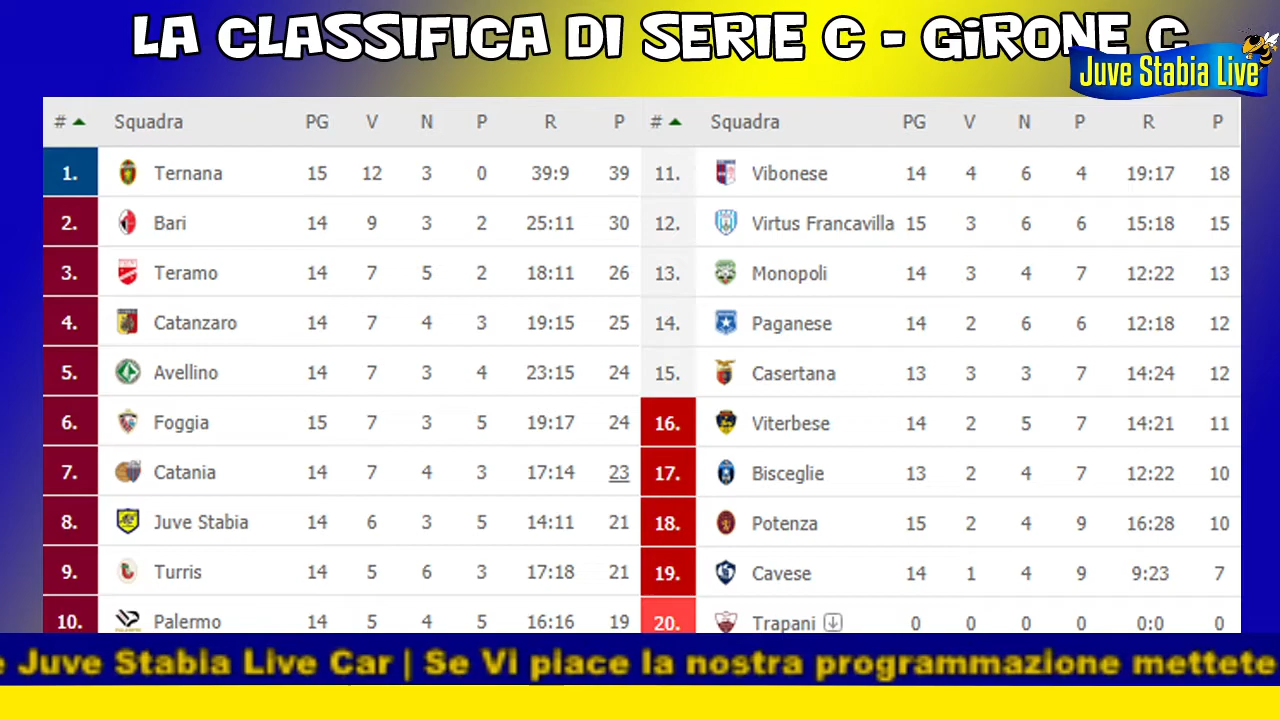 LA CLASSIFICA DI SERIE C - GIRONE C
Juve Stabia Live
# Squadra PG V N P R P
1. Ternana 15 12 3 0 39:9 39
2. Bari 14 9 3 2 25:11 30
3. Teramo 14 7 5 2 18:11 26
4. Catanzaro 14 7 4 3 19:15 25
5. Avellino 14 7 3 4 23:15 24
6. Foggia 15 7 3 5 19:17 24
7. Catania 14 7 4 3 17:14 23
8. Juve Stabia 14 6 3 5 14:11 21
9. Turris 14 5 6 3 17:18 21
10. Palermo 14 5 4 5 16:16 19
# Squadra PG V N P R P
11. Vibonese 14 4 6 4 19:17 18
12. Virtus Francavilla 15 3 6 6 15:18 15
13. Monopoli 14 3 4 7 12:22 13
14. Paganese 14 2 6 6 12:18 12
15. Casertana 13 3 3 7 14:24 12
16. Viterbese 14 2 5 7 14:21 11
17. Bisceglie 13 2 4 7 12:22 10
18. Potenza 15 2 4 9 16:28 10
19. Cavese 14 1 4 9 9:23 7
20. Trapani 0 0 0 0 0:0 0
e Juve Stabia Live Car | Se Vi piace la nostra programmazione mettete